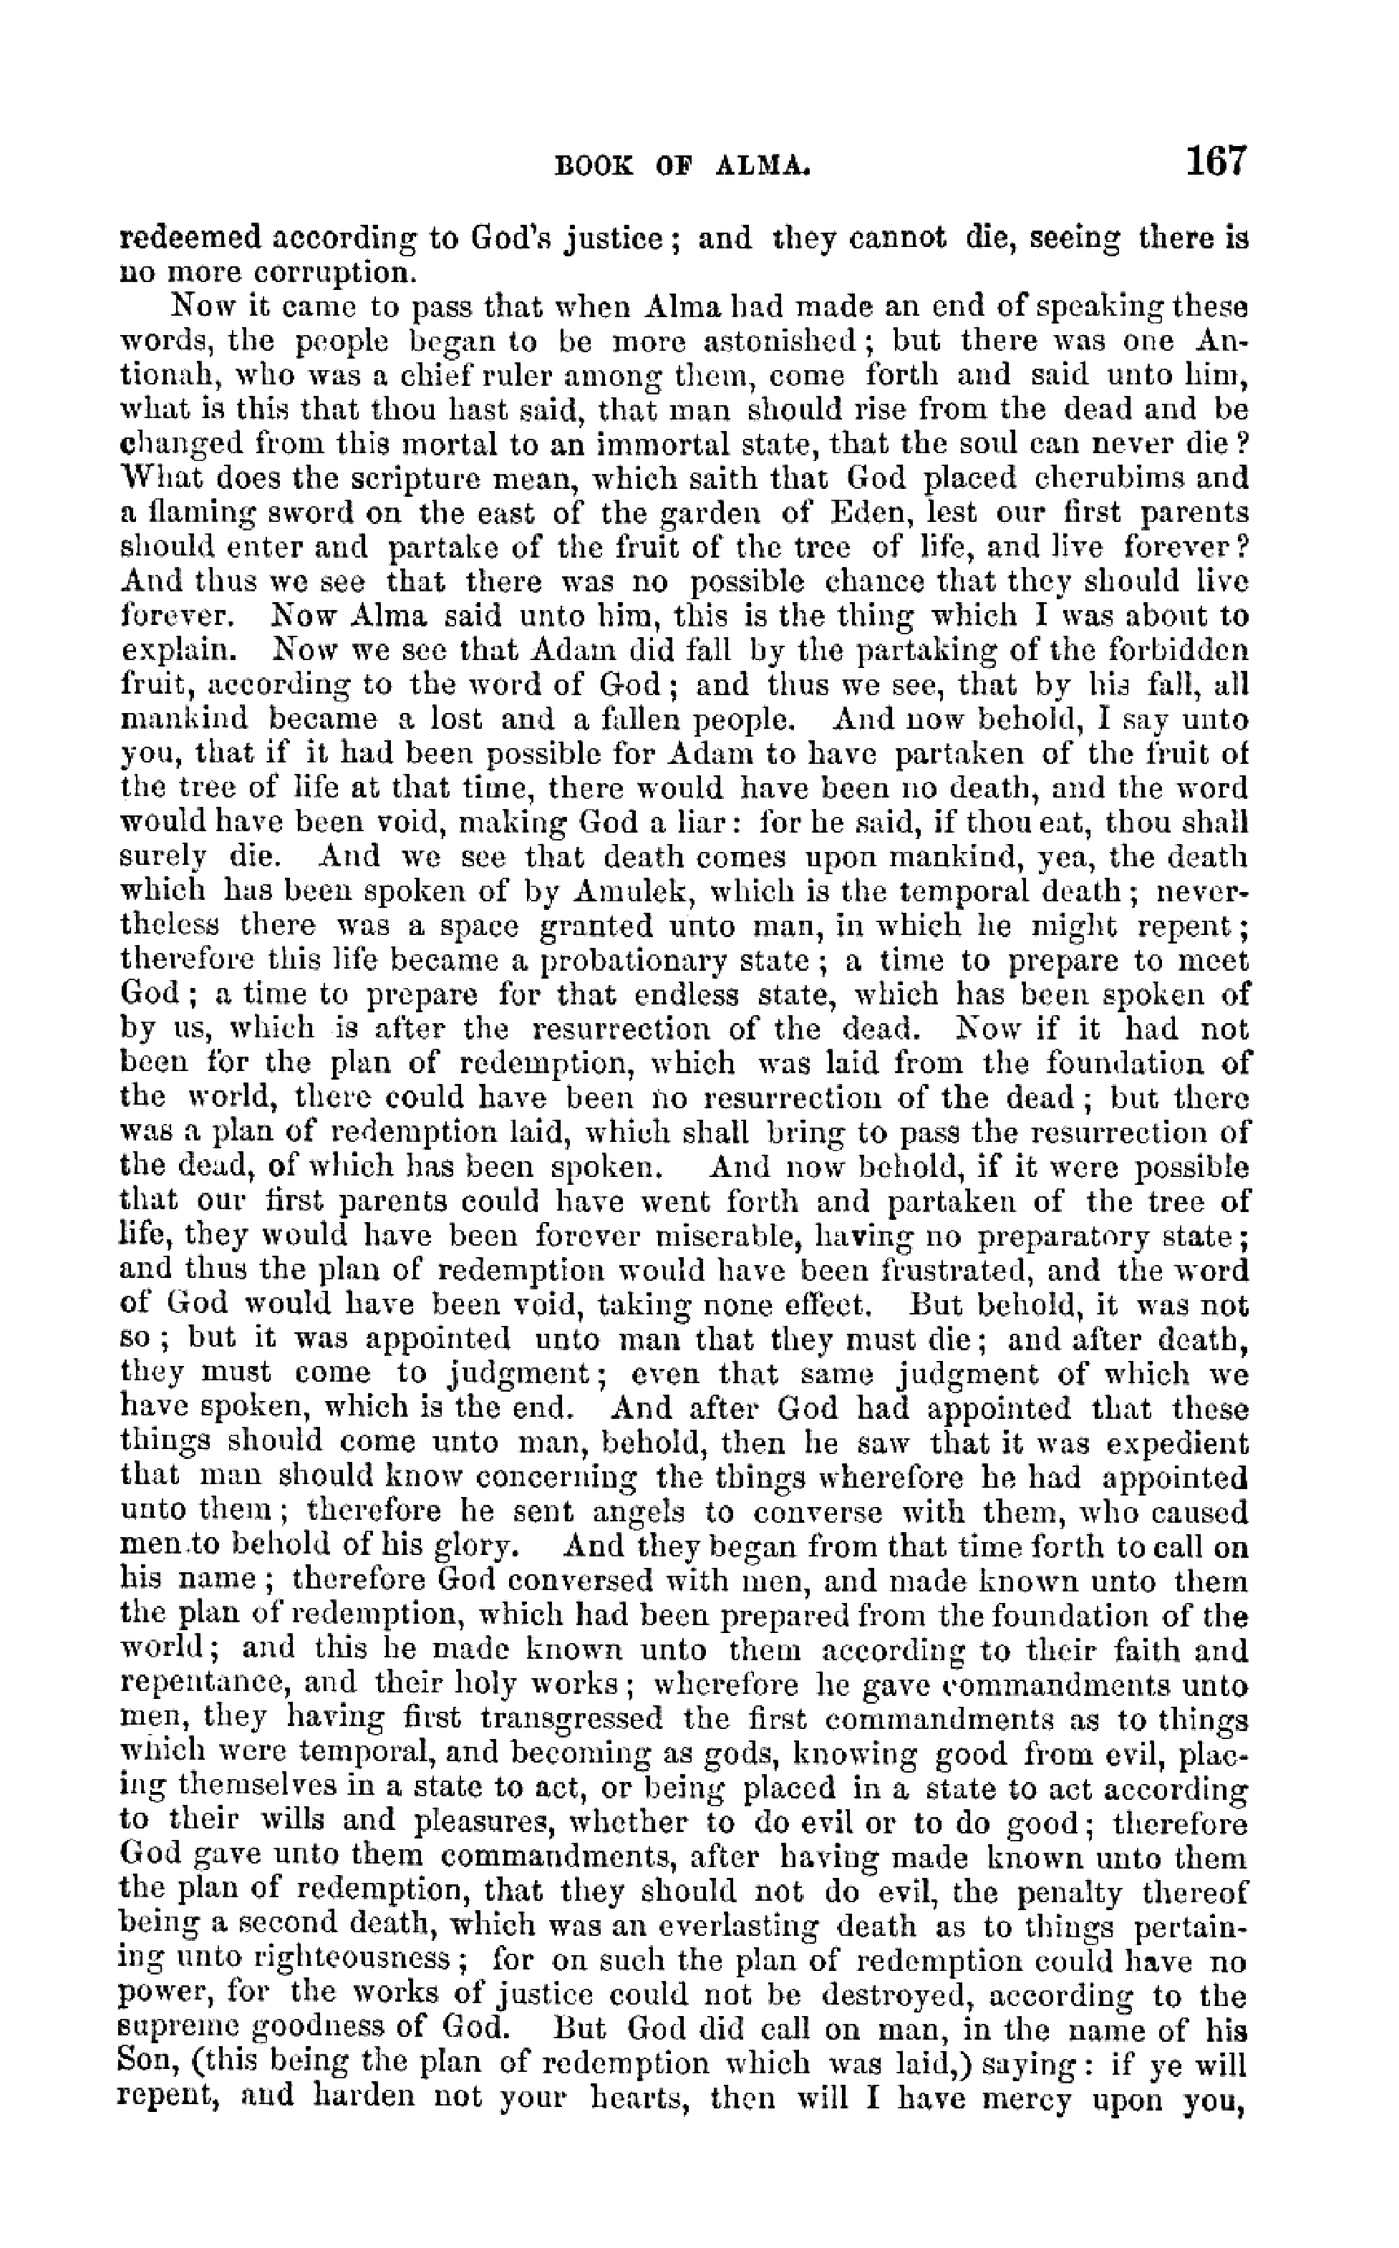 BOOK OF ALMA. 167
redeemed according to God's justice; and they cannot die, seeing there is
no more corruption.
Now it came to pass that when Alma had made an end of speaking these
words, the people began to be more astonished; but there was one An-
tionah, who was a chief ruler among them, come forth and said unto him,
what is this that thou hast said, that man should rise from the dead and be
changed from this mortal to an immortal state, that the soul can never die?
What does the scripture mean, which saith that God placed cherubims and
a flaming sword on the east of the garden of Eden, lest our first parents
should enter and partake of the fruit of the tree of life, and live forever?
And thus we see that there was no possible chance that they should live
forever. Now Alma said unto him, this is the thing which I was about to
explain. Now we see that Adam did fall by the partaking of the forbidden
fruit, according to the word of God; and thus we see, that by his fall, all
mankind became a lost and a fallen people. And now behold, I say unto
you, that if it had been possible for Adam to have partaken of the fruit of
the tree of life at that time, there would have been no death, and the word
would have been void, making God a liar: for he said, if thou eat, thou shall
surely die. And we see that death comes upon mankind, yea, the death
which has been spoken of by Amulek, which is the temporal death; never-
theless there was a space granted unto man, in which he might repent;
therefore this life became a probationary state; a time to prepare to meet
God; a time to prepare for that endless state, which has been spoken of
by us, which is after the resurrection of the dead. Now if it had not
been for the plan of redemption, which was laid from the foundation of
the world, there could have been no resurrection of the dead; but there
was a plan of redemption laid, which shall bring to pass the resurrection of
the dead, of which has been spoken. And now behold, if it were possible
that our first parents could have went forth and partaken of the tree of
life, they would have been forever miserable, having no preparatory state;
and thus the plan of redemption would have been frustrated, and the word
of God would have been void, taking none effect. But behold, it was not
so; but it was appointed unto man that they must die; and after death,
they must come to judgment; even that same judgment of which we
have spoken, which is the end. And after God had appointed that these
things should come unto man, behold, then he saw that it was expedient
that man should know concerning the things wherefore he had appointed
unto them; therefore he sent angels to converse with them, who caused
men to behold of his glory. And they began from that time forth to call on
his name; therefore God conversed with men, and made known unto them
the plan of redemption, which had been prepared from the foundation of the
world; and this he made known unto them according to their faith and
repentance, and their holy works; wherefore he gave commandments unto
men, they having first transgressed the first commandments as to things
which were temporal, and becoming as gods, knowing good from evil, plac-
ing themselves in a state to act, or being placed in a state to act according
to their wills and pleasures, whether to do evil or to do good; therefore
God gave unto them commandments, after having made known unto them
the plan of redemption, that they should not do evil, the penalty thereof
being a second death, which was an everlasting death as to things pertain-
ing unto righteousness; for on such the plan of redemption could have no
power, for the works of justice could not be destroyed, according to the
supreme goodness of God. But God did call on man, in the name of his
Son, (this being the plan of redemption which was laid,) saying: if ye will
repent, and harden not your hearts, then will I have mercy upon you,